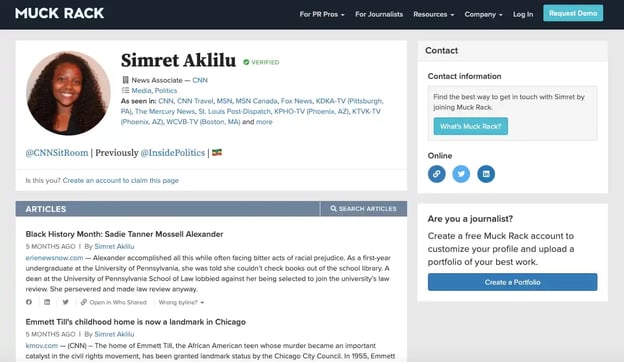 MUCK RACK
For PR Pros For Journalists Resources Company Log In Request Demo
Simret Aklilu VERIFIED
News Associate — CNN
Media, Politics
As seen in: CNN, CNN Travel, MSN, MSN Canada, Fox News, KDKA-TV (Pittsburgh,
PA), The Mercury News, St. Louis Post-Dispatch, KPHO-TV (Phoenix, AZ), KTVK-TV
(Phoenix, AZ), WCVB-TV (Boston, MA) and more
@CNNSitRoom | Previously @InsidePolitics |
Is this you? Create an account to claim this page
ARTICLES SEARCH ARTICLES
Black History Month: Sadie Tanner Mossell Alexander
5 MONTHS AGO | By Simret Aklilu
erienewsnow.com — Alexander accomplished all this while often facing bitter acts of racial prejudice. As a first-year
undergraduate at the University of Pennsylvania, she was told she couldn't check books out of the school library. A
dean at the University of Pennsylvania School of Law lobbied against her being selected to join the university's law
review. She persevered and made law review anyway.
Open in Who Shared Wrong byline?
Emmett Till's childhood home is now a landmark in Chicago
5 MONTHS AGO | By Simret Aklilu
kmov.com — (CNN) – The home of Emmett Till, the African American teen whose murder became an important
catalyst in the civil rights movement, has been granted landmark status by the Chicago City Council. In 1955, Emmett
Contact
Contact information
Find the best way to get in touch with Simret by
joining Muck Rack.
What's Muck Rack?
Online
Are you a journalist?
Create a free Muck Rack account to
customize your profile and upload a
portfolio of your best work.
Create a Portfolio